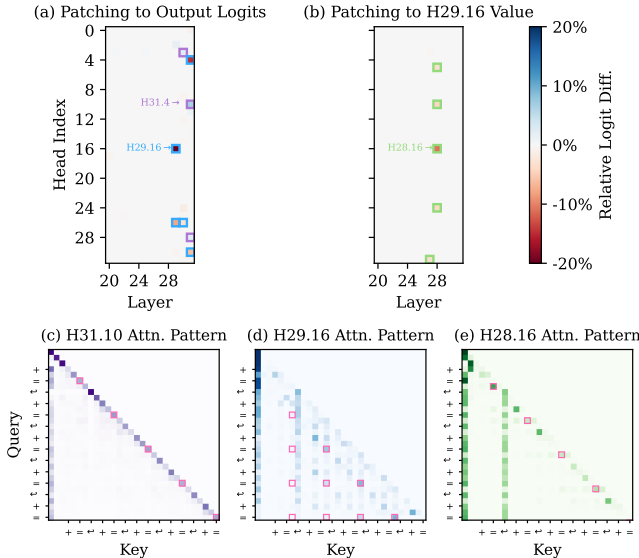 (a) Patching to Output Logits
(b) Patching to H29.16 Value
0
4
8
12
16
20
24
28
Head Index
H31.4→
H29.16→
20 24 28
Layer
H28.16→
20 24 28
Layer
20%
10%
0%
-10%
-20%
Relative Logit Diff.
(c) H31.10 Attn. Pattern
(d) H29.16 Attn. Pattern
(e) H28.16 Attn. Pattern
Query
+ = + = + = + = + =
+ = + = + = + = + =
+ = + = + = + = + =
+ = + = + = + = + =
+ = + = + = + = + =
+ = + = + = + = + =
Key
Key
Key